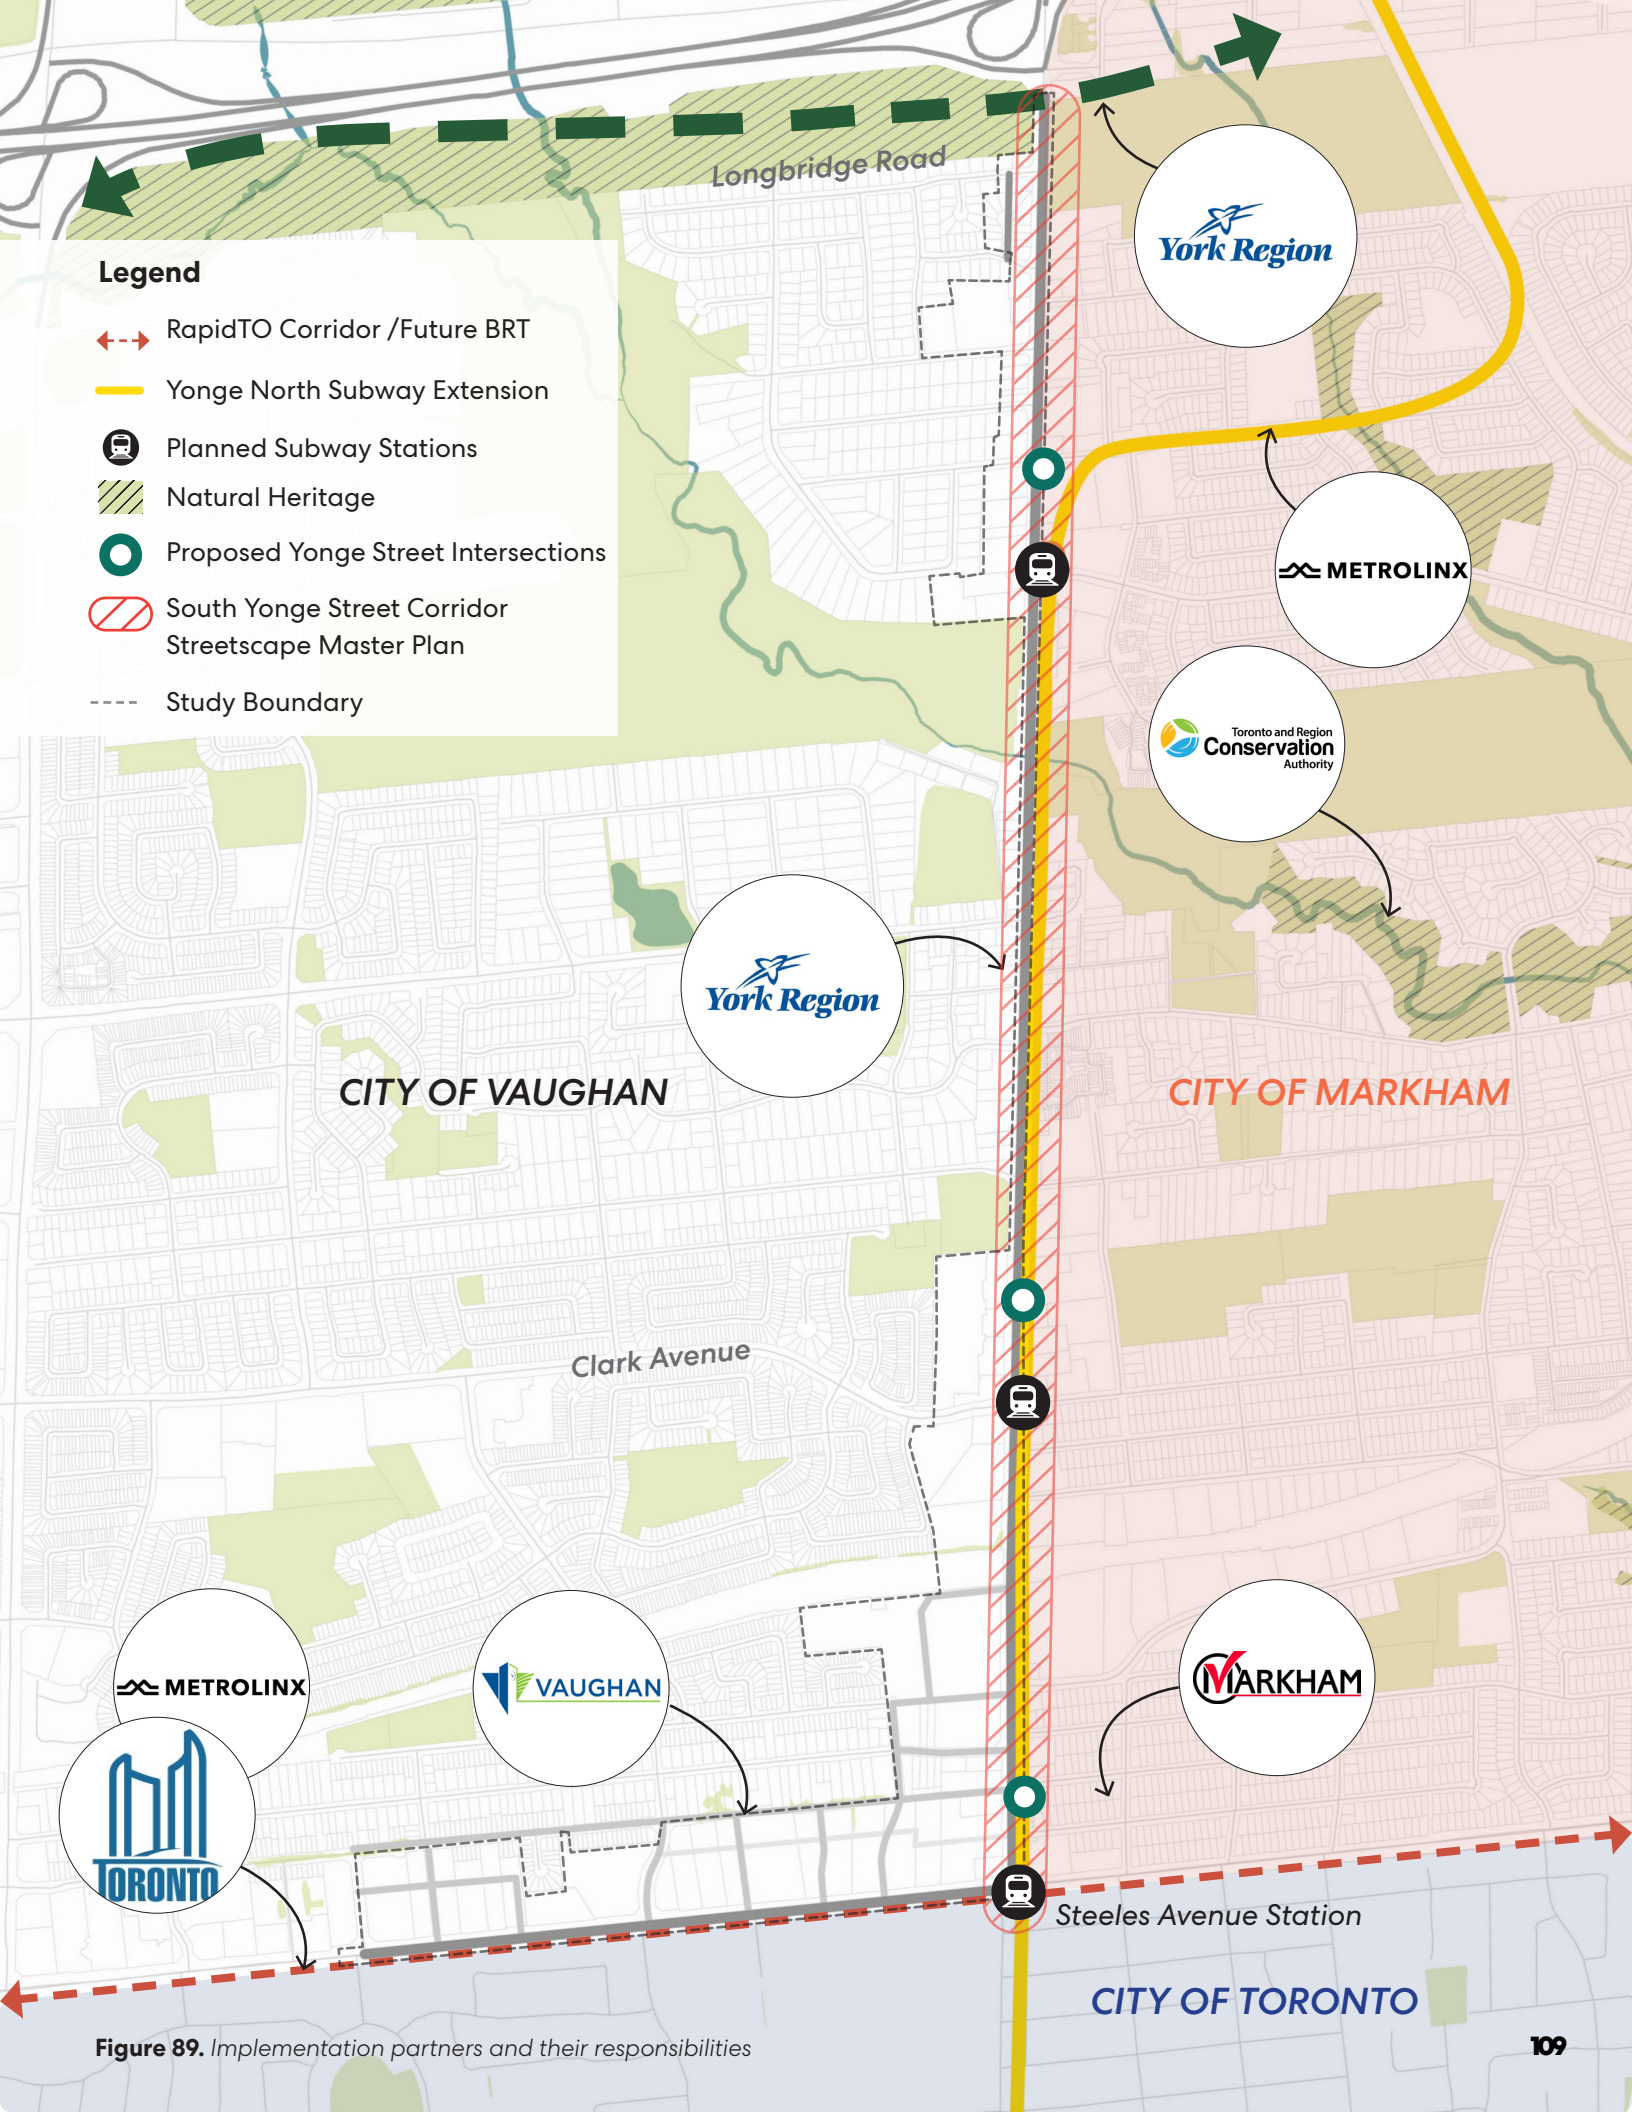 Longbridge Road
York Region
Legend
RapidTO Corridor /Future BRT
Yonge North Subway Extension
Planned Subway Stations
Natural Heritage
Proposed Yonge Street Intersections
South Yonge Street Corridor
Streetscape Master Plan
Study Boundary
METROLINX
Toronto and Region
Conservation
Authority
York Region
CITY OF VAUGHAN
CITY OF MARKHAM
Clark Avenue
METROLINX
VAUGHAN
MARKHAM
TORONTO
Steeles Avenue Station
CITY OF TORONTO
Figure 89. Implementation partners and their responsibilities
109